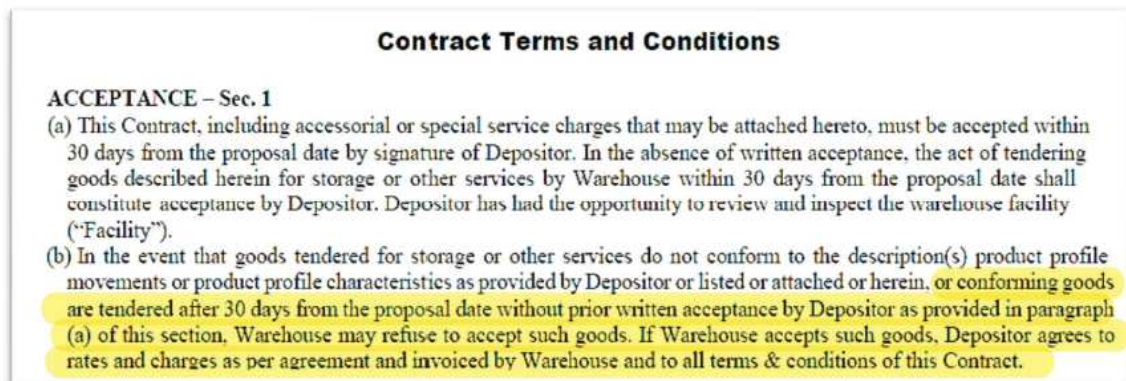 Contract Terms and Conditions
ACCEPTANCE – Sec. 1
(a) This Contract, including accessorial or special service charges that may be attached hereto, must be accepted within
30 days from the proposal date by signature of Depositor. In the absence of written acceptance, the act of tendering
goods described herein for storage or other services by Warehouse within 30 days from the proposal date shall
constitute acceptance by Depositor. Depositor has had the opportunity to review and inspect the warehouse facility
(“Facility”).
(b) In the event that goods tendered for storage or other services do not conform to the description(s) product profile
movements or product profile characteristics as provided by Depositor or listed or attached or herein, or conforming goods
are tendered after 30 days from the proposal date without prior written acceptance by Depositor as provided in paragraph
(a) of this section, Warehouse may refuse to accept such goods. If Warehouse accepts such goods, Depositor agrees to
rates and charges as per agreement and invoiced by Warehouse and to all terms & conditions of this Contract.